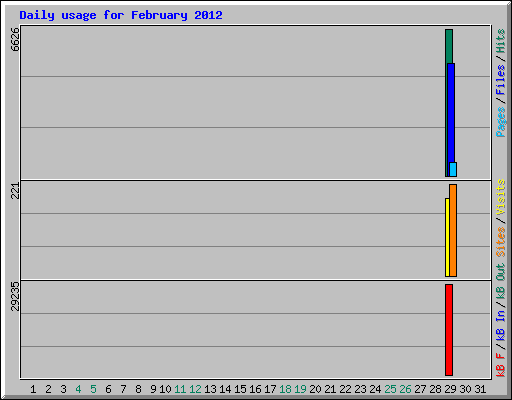 Daily usage for February 2012
6626
221
29235
Pages / Files / Hits
Sites / Visits
kB F / kB In / kB Out
1 2 3 4 5 6 7 8 9 10 11 12 13 14 15 16 17 18 19 20 21 22 23 24 25 26 27 28 29 30 31